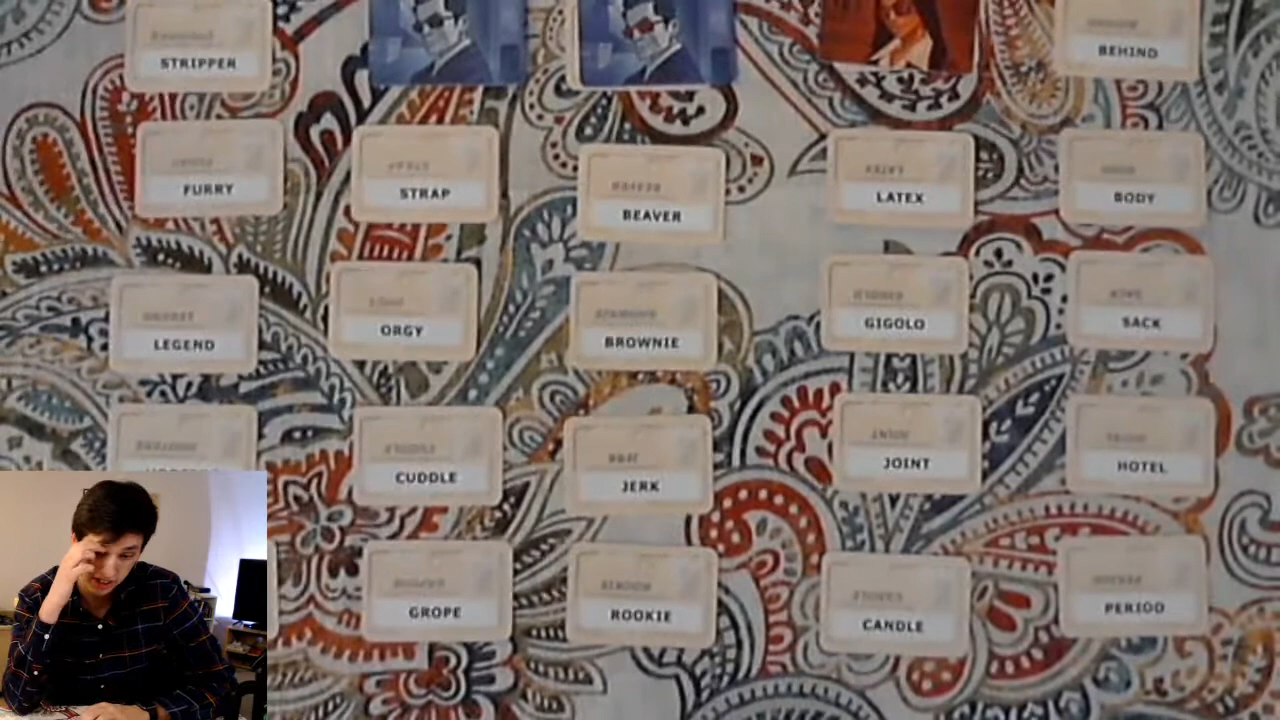 STRIPPER
BEHIND
FURRY
STRAP
BEAVER
LATEX
BODY
LEGEND
ORGY
BROWNIE
GIGOLO
SACK
CUDDLE
JERK
JOINT
HOTEL
GROPE
ROOKIE
CANDLE
PERIOD